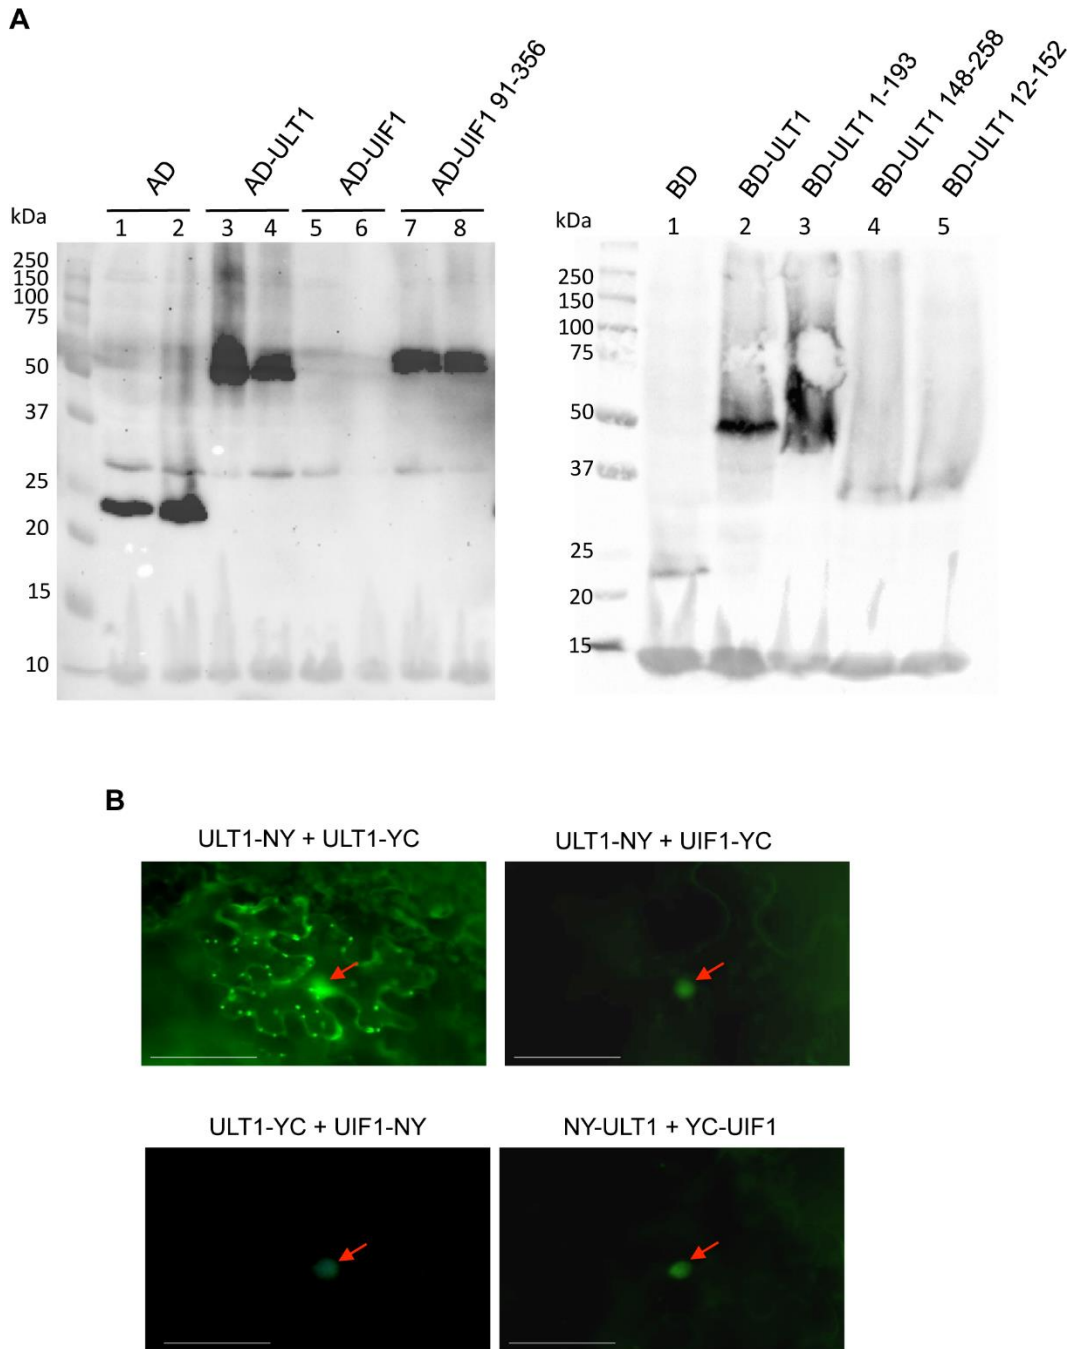 A
AD
AD-ULT1
AD-UIF1
AD-UIF1 91-356
BD
BD-ULT1
BD-ULT1 1-193
BD-ULT1 148-258
BD-ULT1 12-152
kDa
1 2 3 4 5 6 7 8
250
150
100
75
50
37
25
20
15
10
kDa
1 2 3 4 5
250
150
100
75
50
37
25
20
15
B
ULT1-NY + ULT1-YC
ULT1-NY + UIF1-YC
ULT1-YC + UIF1-NY
NY-ULT1 + YC-UIF1